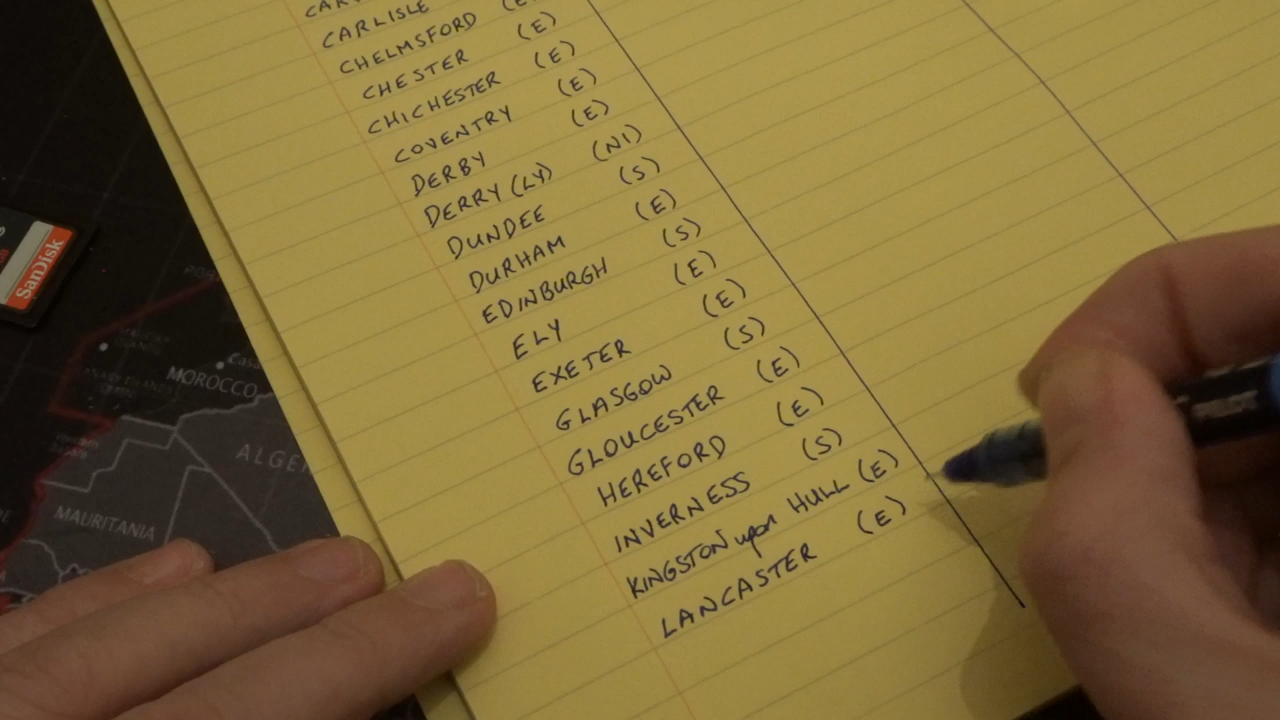 CARLISLE
CHELMSFORD (E)
CHESTER (E)
CHICHESTER (E)
COVENTRY (E)
DERBY (E)
DERRY (LY) (NI)
DUNDEE (S)
DURHAM (E)
EDINBURGH (S)
ELY (E)
EXETER (E)
GLASGOW (S)
GLOUCESTER (E)
HEREFORD (E)
INVERNESS (S)
KINGSTON upon HULL (E)
LANCASTER (E)
SanDisk
MOROCCO
MAURITANIA